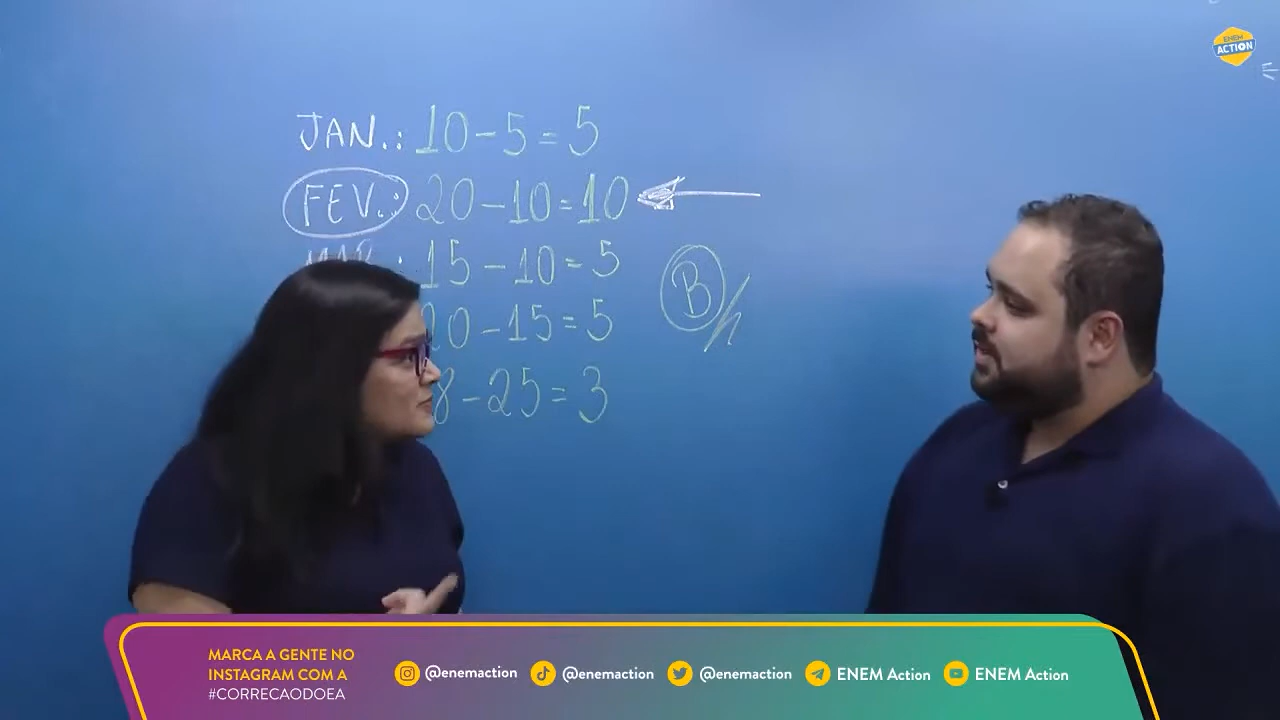 ENEM
ACTION
JAN.: 10-5=5
FEV.: 20-10=10
: 15-10=5
B
-15=5
8-25=3
MARCA A GENTE NO
INSTAGRAM COM A
#CORRECAODOEA
@enemaction
@enemaction
@enemaction
ENEM Action
ENEM Action